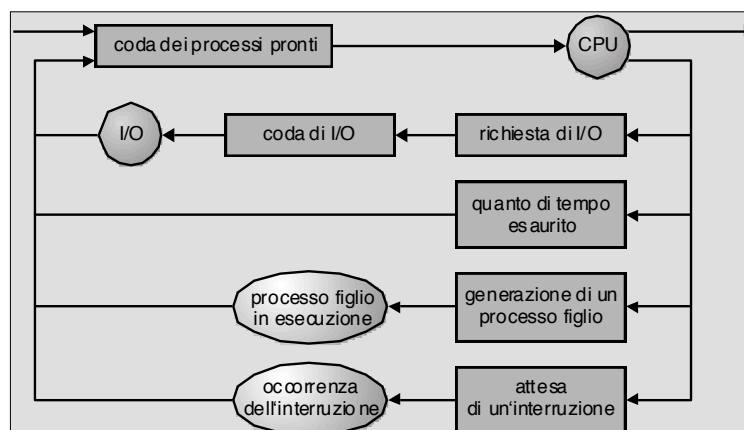 coda dei processi pronti
CPU
I/O
coda di I/O
richiesta di I/O
quanto di tempo
esaurito
processo figlio
in esecuzione
generazione di un
processo figlio
occorrenza
dell'interruzione
attesa
di un'interruzione